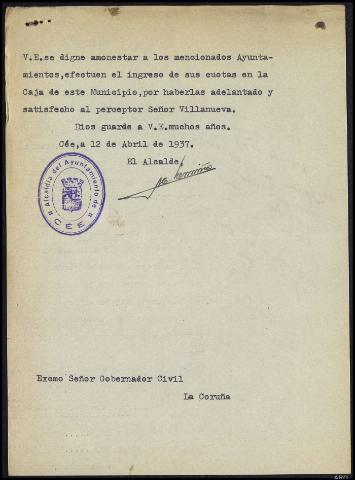 V.E.se digne amonestar a los mencionados Ayunta-
mientos,efectuen el ingreso de sus cuotas en la
Caja de este Municipio,por haberlas adelantado y
satisfecho al perceptor Señor Villanueva.
Dios guarde a V.E.muchos años.
Cée,a 12 de Abril de 1937.
El Alcalde,
Alcaldia del Ayuntamiento de
CÉE
Excmo Señor Gobernador Civil
La Coruña